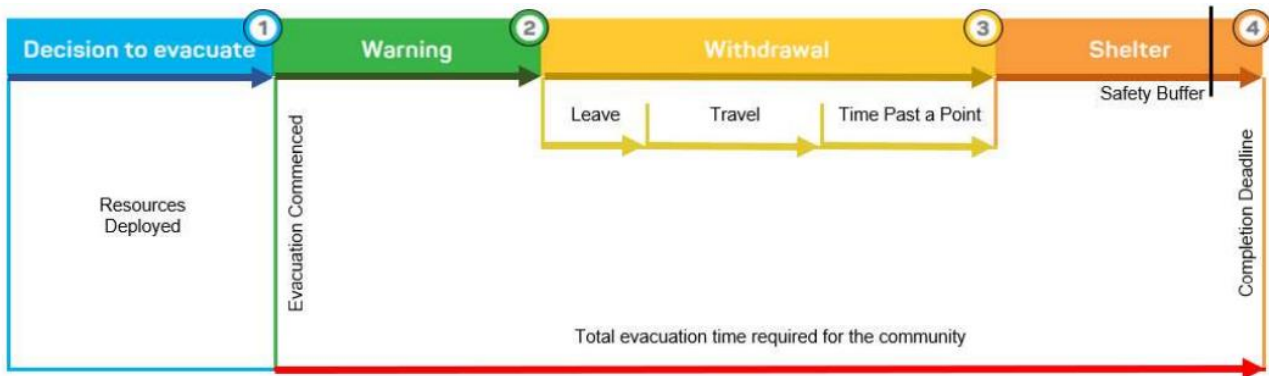 1
2
3
4
Decision to evacuate
Warning
Withdrawal
Shelter
Safety Buffer
Leave
Travel
Time Past a Point
Resources
Deployed
Evacuation Commenced
Completion Deadline
Total evacuation time required for the community